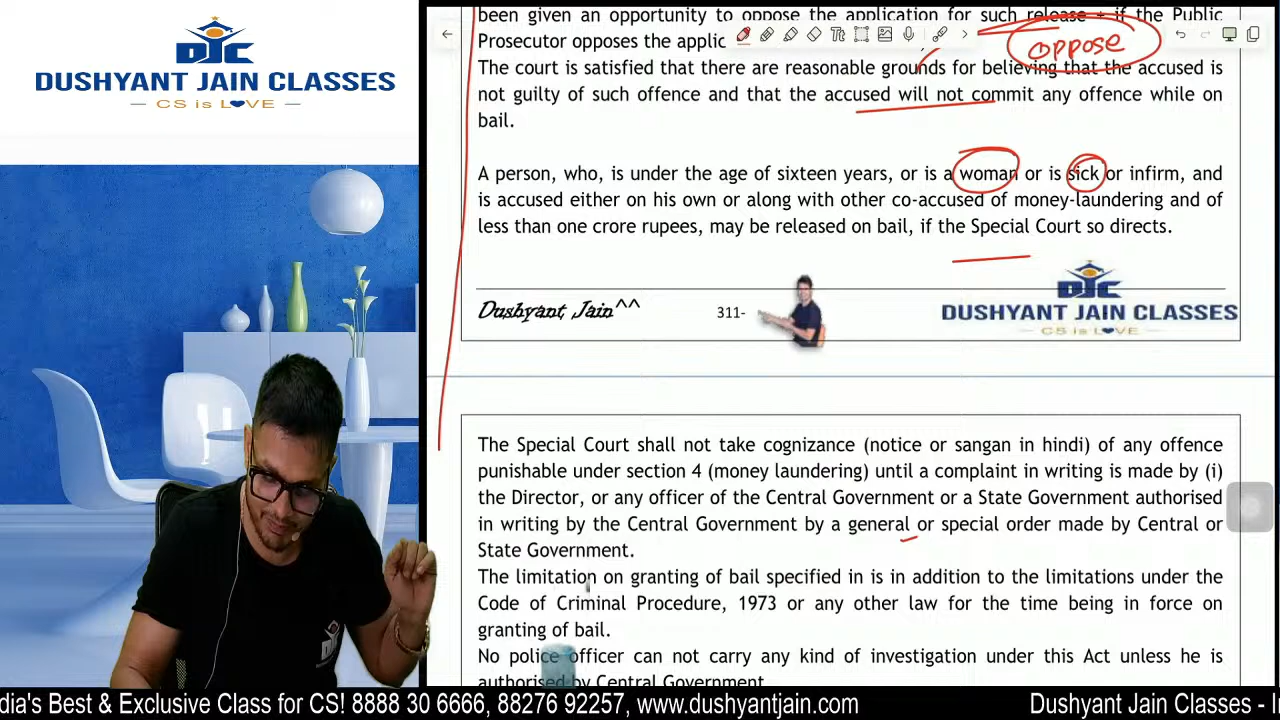 DJC
DUSHYANT JAIN CLASSES
CS is L VE
been given an opportunity to oppose the application for such release + if the Public
Prosecutor opposes the applic
oppose
The court is satisfied that there are reasonable grounds for believing that the accused is
not guilty of such offence and that the accused will not commit any offence while on
bail.
A person, who, is under the age of sixteen years, or is a woman or is sick or infirm, and
is accused either on his own or along with other co-accused of money-laundering and of
less than one crore rupees, may be released on bail, if the Special Court so directs.
Dushyant Jain^^
311-
DJC
DUSHYANT JAIN CLASSES
CS is L VE
The Special Court shall not take cognizance (notice or sangan in hindi) of any offence
punishable under section 4 (money laundering) until a complaint in writing is made by (i)
the Director, or any officer of the Central Government or a State Government authorised
in writing by the Central Government by a general or special order made by Central or
State Government.
The limitation on granting of bail specified in is in addition to the limitations under the
Code of Criminal Procedure, 1973 or any other law for the time being in force on
granting of bail.
No police officer can not carry any kind of investigation under this Act unless he is
authorised by Central Government.
dia's Best & Exclusive Class for CS! 8888 30 6666, 88276 92257, www.dushyantjain.com
Dushyant Jain Classes - I